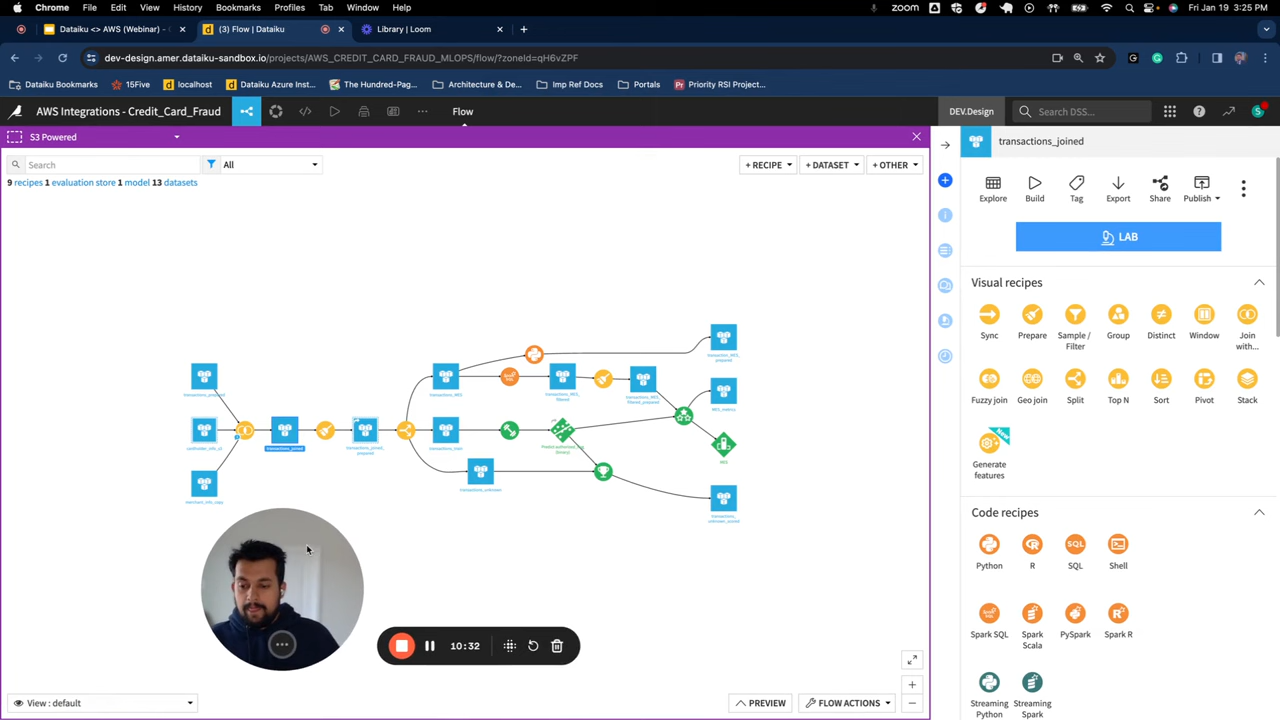 Chrome File Edit View History Bookmarks Profiles Tab Window Help zoom Fri Jan 19 3:25 PM
Dataiku <> AWS (Webinar) - (3) Flow | Dataiku Library | Loom
dev-design.amer.dataiku-sandbox.io/projects/AWS_CREDIT_CARD_FRAUD_MLOPS/flow/?zoneId=qH6vZPF
Dataiku Bookmarks 15Five localhost Dataiku Azure Inst... The Hundred-Pag... Architecture & De... Imp Ref Docs Portals Priority RSI Project...
AWS Integrations - Credit_Card_Fraud Flow DEV.Design Search DSS...
S3 Powered
transactions_joined
Search All + RECIPE + DATASET + OTHER
9 recipes 1 evaluation store 1 model 13 datasets
Explore Build Tag Export Share Publish
LAB
Visual recipes
Sync Prepare Sample / Filter Group Distinct Window Join with...
Fuzzy join Geo join Split Top N Sort Pivot Stack
NEW
Generate features
Code recipes
Python R SQL Shell
Spark SQL Spark Scala PySpark Spark R
Streaming Python Streaming Spark
transactions_joined
transactions_joined_prepared
transactions_unknown
10:32
View : default PREVIEW FLOW ACTIONS